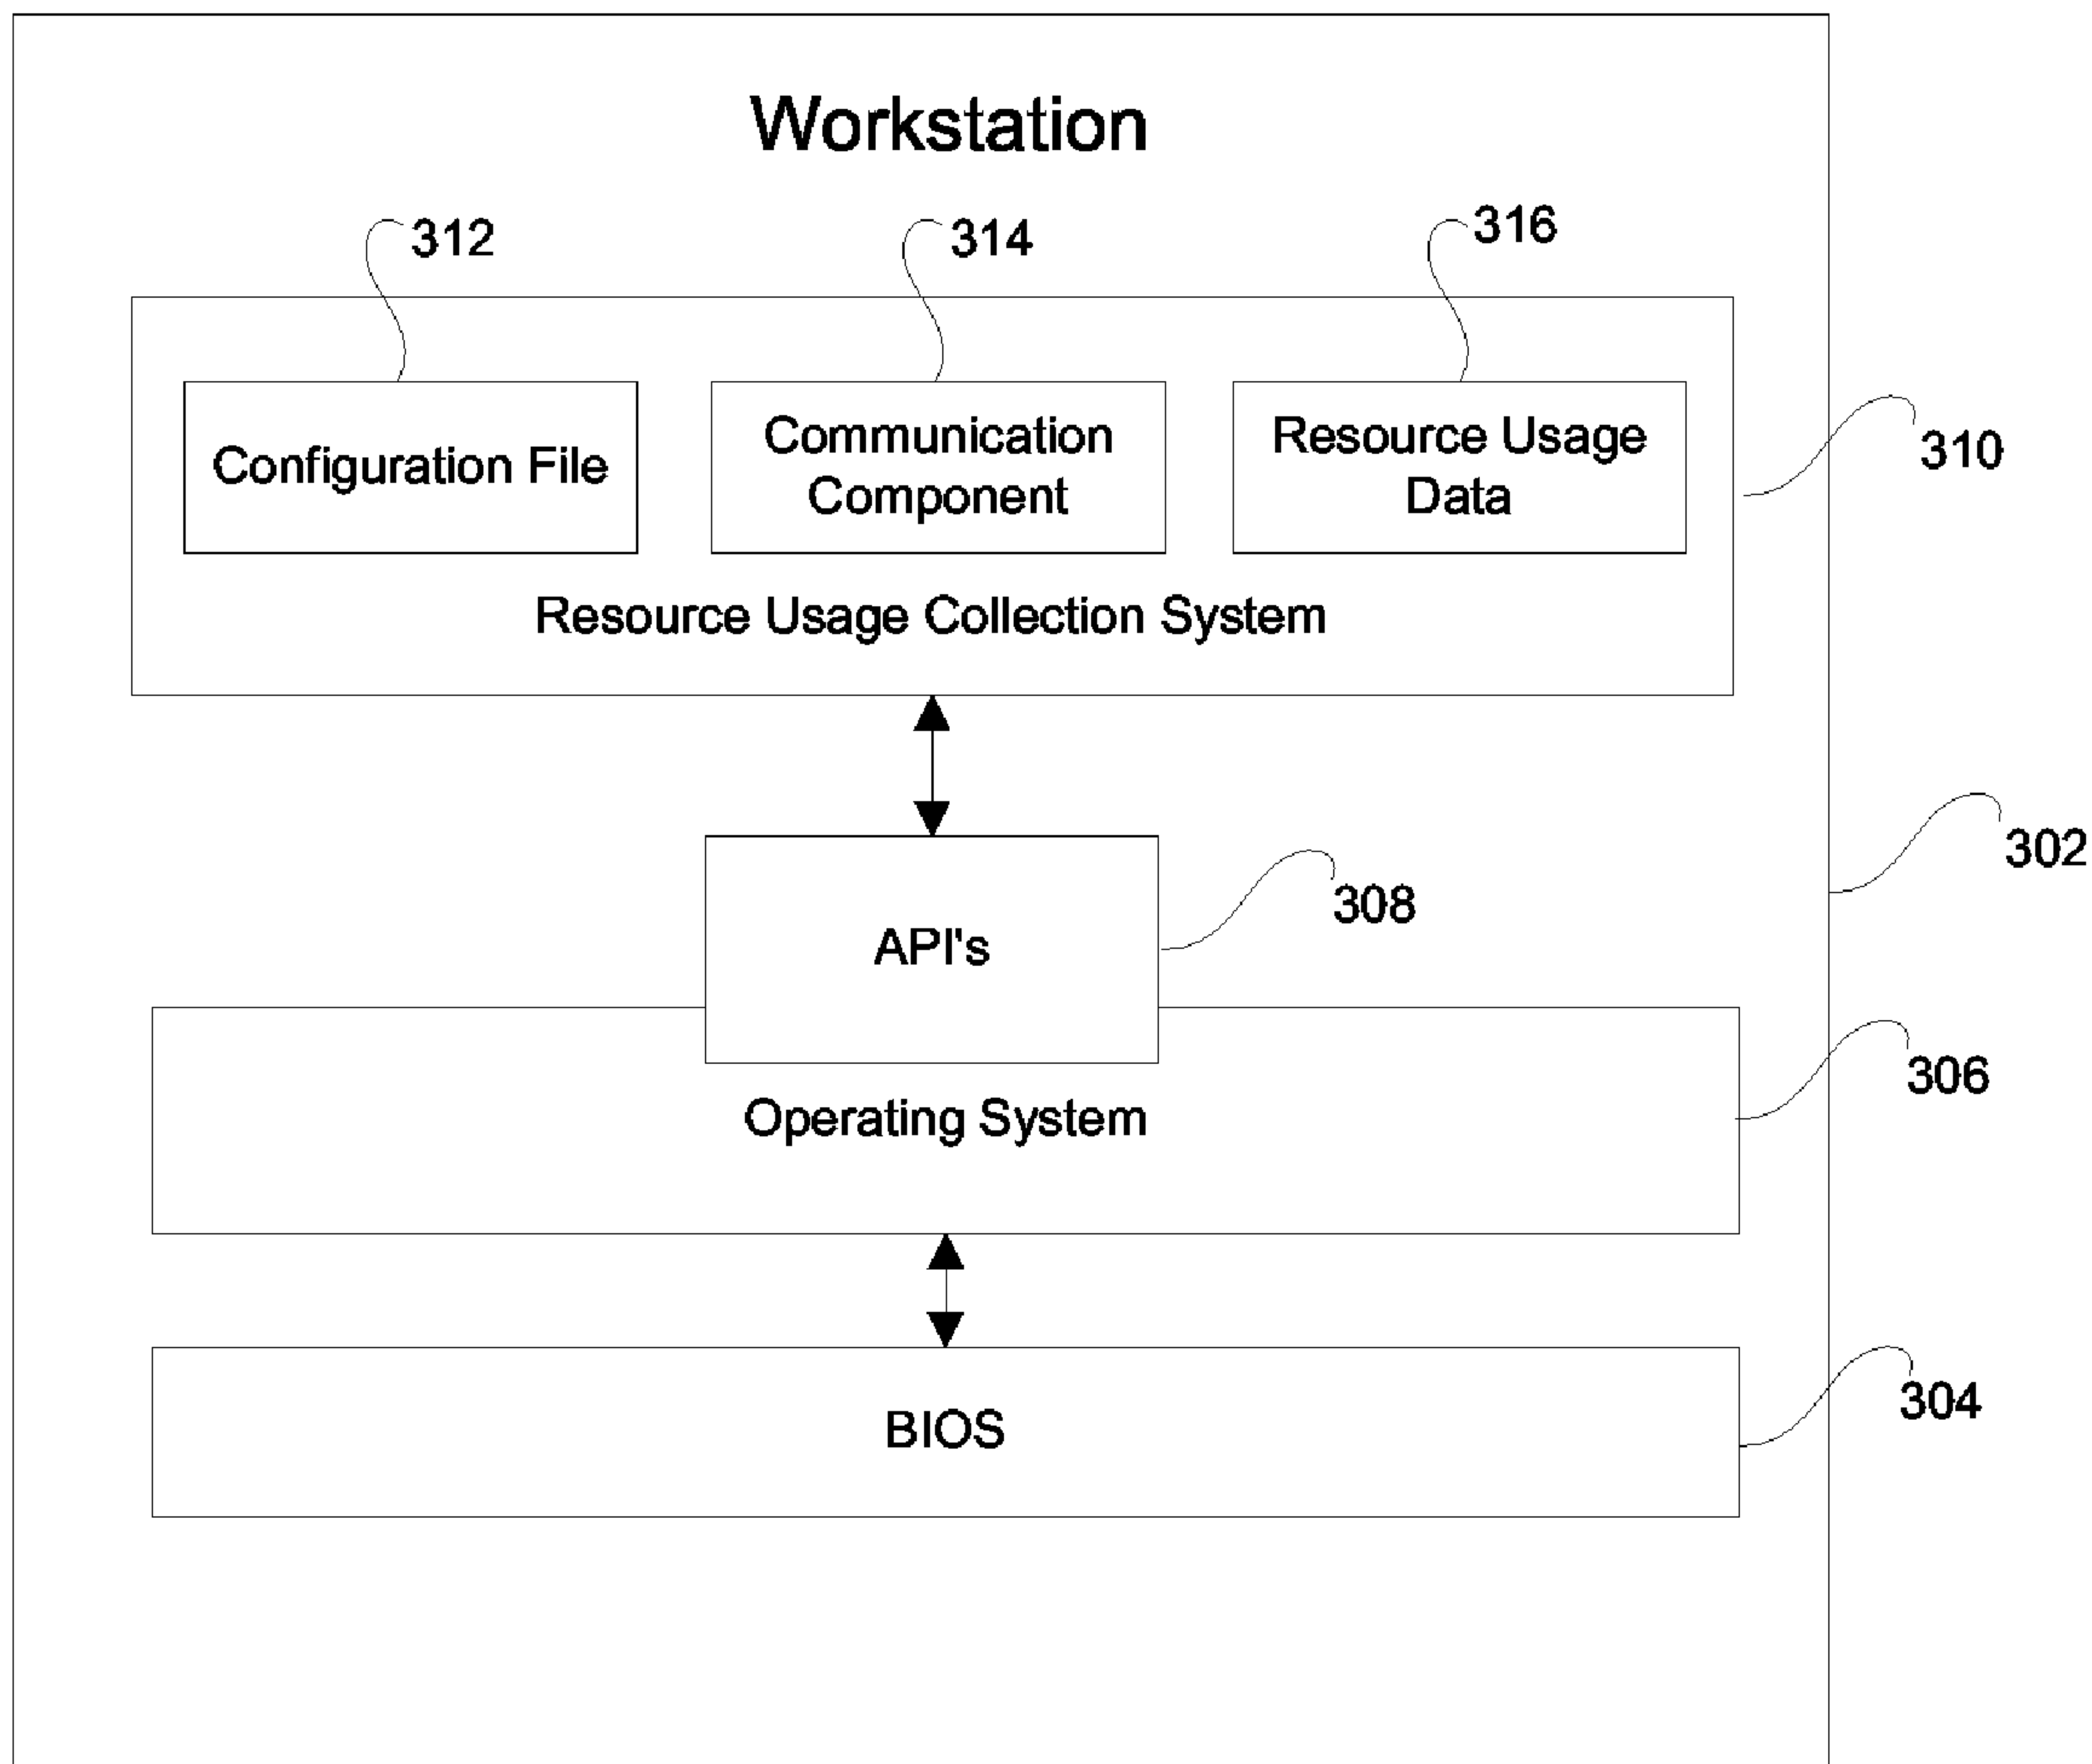 Workstation
312
314
316
Configuration File
Communication
Component
Resource Usage
Data
310
Resource Usage Collection System
302
308
API's
306
Operating System
304
BIOS